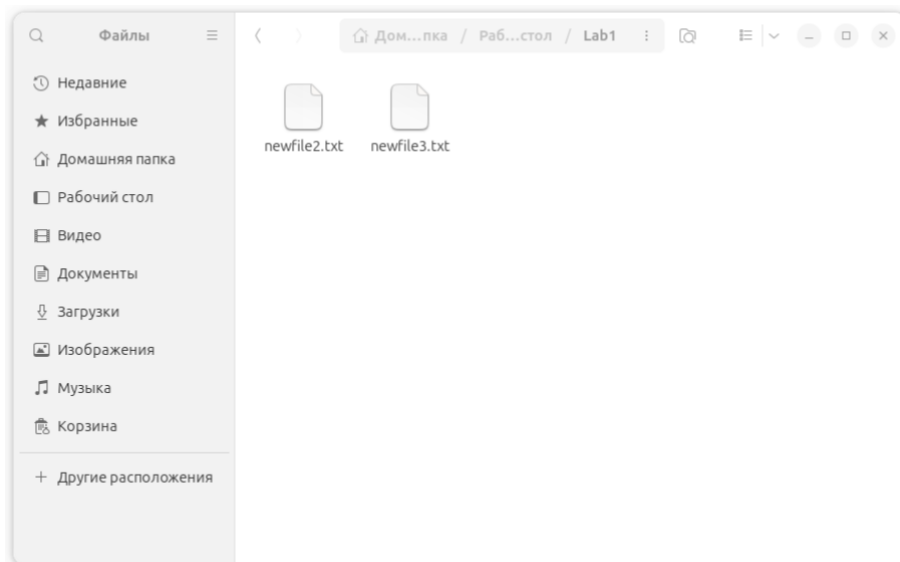 Файлы
Дом...пка / Раб...стол / Lab1
Недавние
Избранные
Домашняя папка
Рабочий стол
Видео
Документы
Загрузки
Изображения
Музыка
Корзина
+ Другие расположения
newfile2.txt newfile3.txt